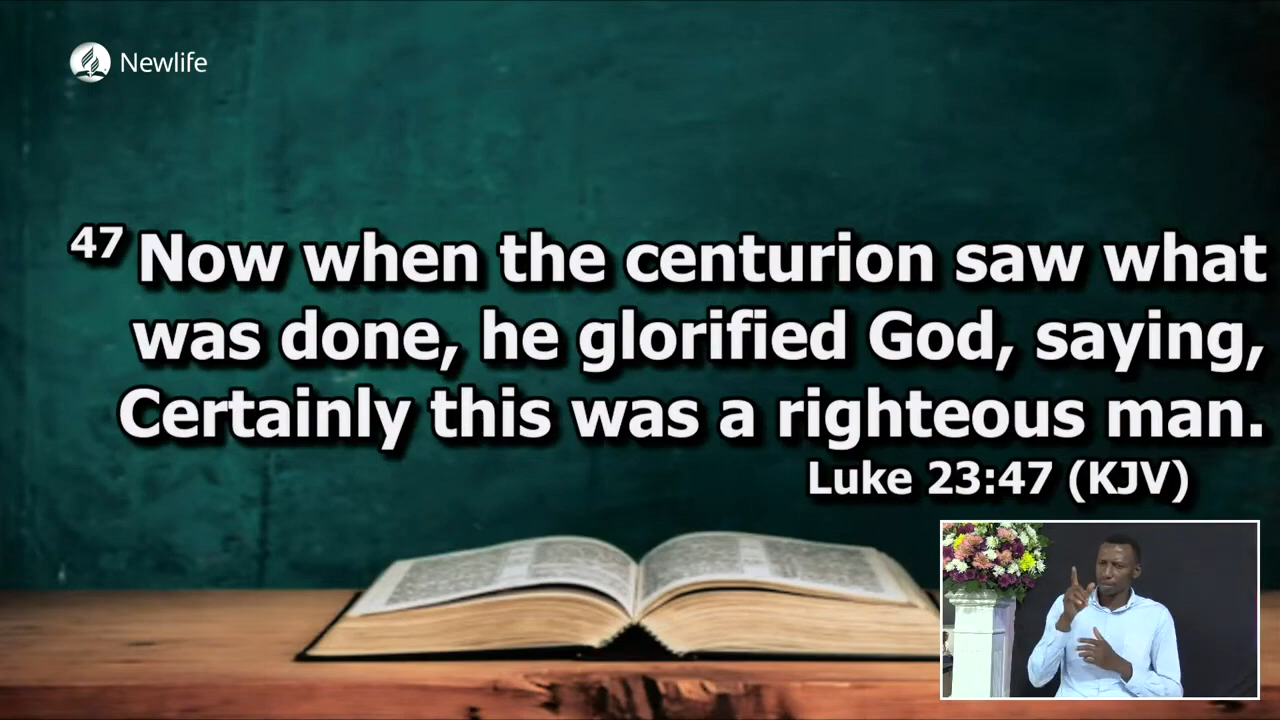 Newlife
47 Now when the centurion saw what
was done, he glorified God, saying,
Certainly this was a righteous man.
Luke 23:47 (KJV)